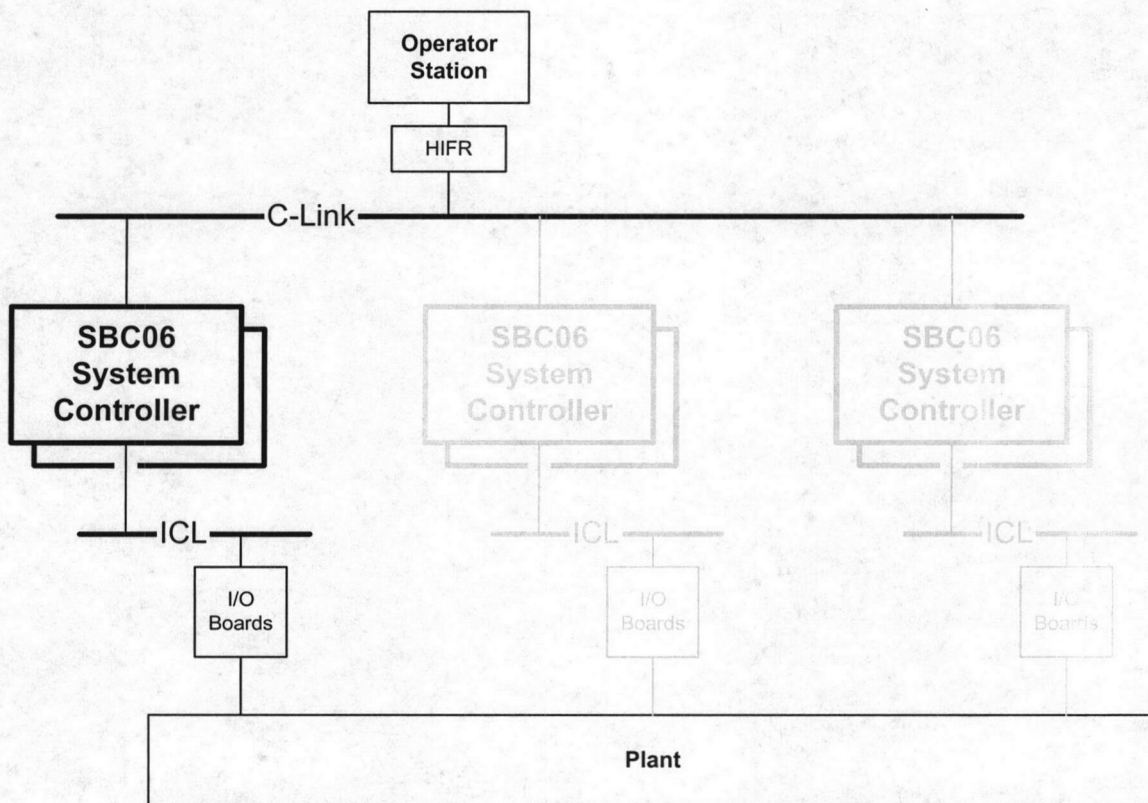 Operator
Station
HIFR
C-Link
SBC06
System
Controller
SBC06
System
Controller
SBC06
System
Controller
ICL
ICL
ICL
I/O
Boards
I/O
Boards
I/O
Boards
Plant